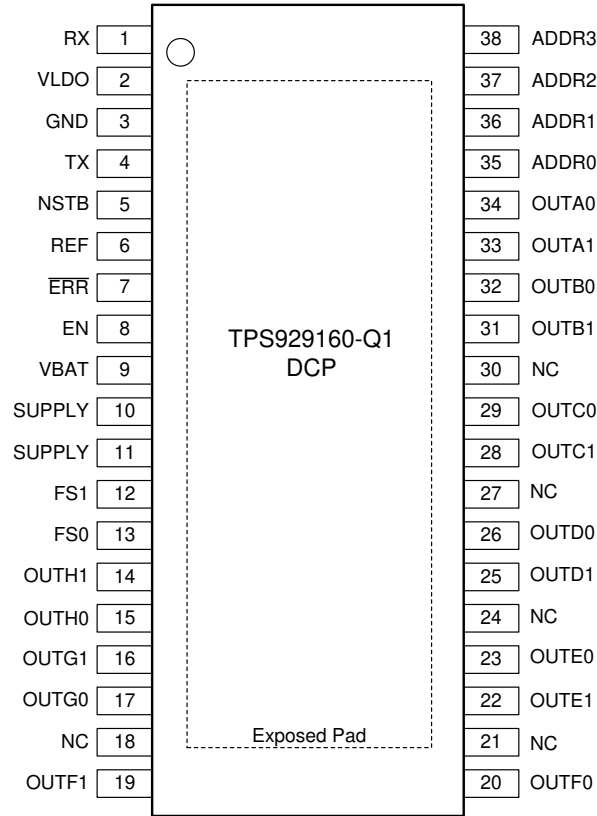 RX 1 38 ADDR3
VLDO 2 37 ADDR2
GND 3 36 ADDR1
TX 4 35 ADDR0
NSTB 5 34 OUTA0
REF 6 33 OUTA1
ERR 7 32 OUTB0
EN 8 31 OUTB1
TPS929160-Q1
DCP
VBAT 9 30 NC
SUPPLY 10 29 OUTC0
SUPPLY 11 28 OUTC1
FS1 12 27 NC
FS0 13 26 OUTD0
OUTH1 14 25 OUTD1
OUTH0 15 24 NC
OUTG1 16 23 OUTE0
OUTG0 17 22 OUTE1
NC 18 Exposed Pad 21 NC
OUTF1 19 20 OUTF0